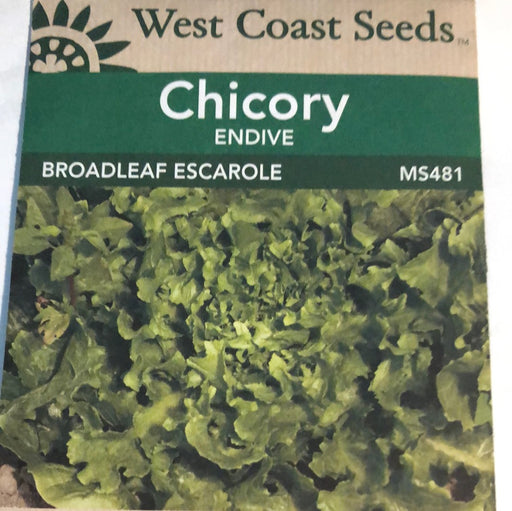 West Coast Seeds™
Chicory
ENDIVE
BROADLEAF ESCAROLE MS481